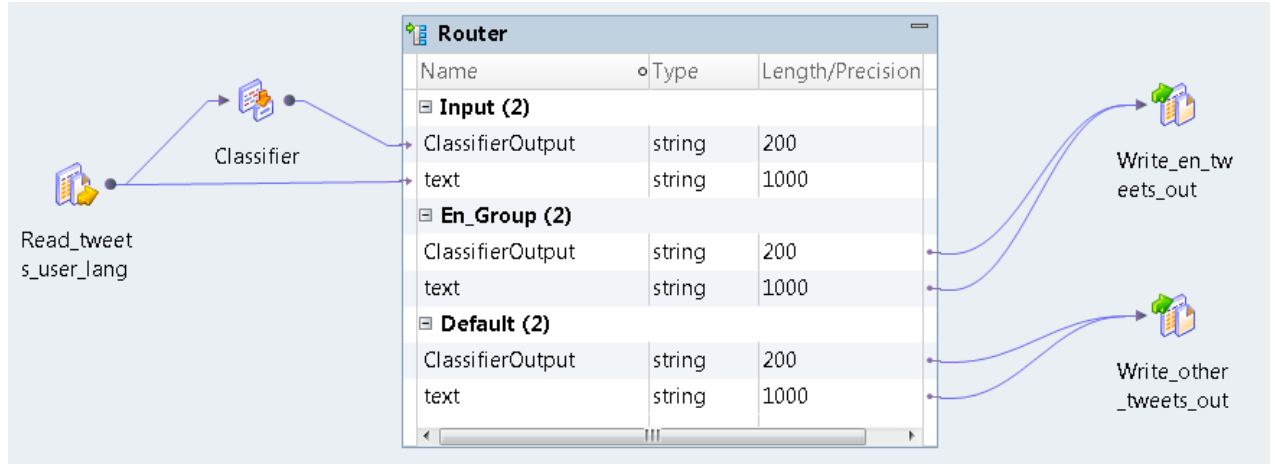 Router
Name Type Length/Precision
Input (2)
ClassifierOutput string 200
text string 1000
En_Group (2)
ClassifierOutput string 200
text string 1000
Default (2)
ClassifierOutput string 200
text string 1000
Classifier
Read_tweet
s_user_lang
Write_en_tw
eets_out
Write_other
_tweets_out